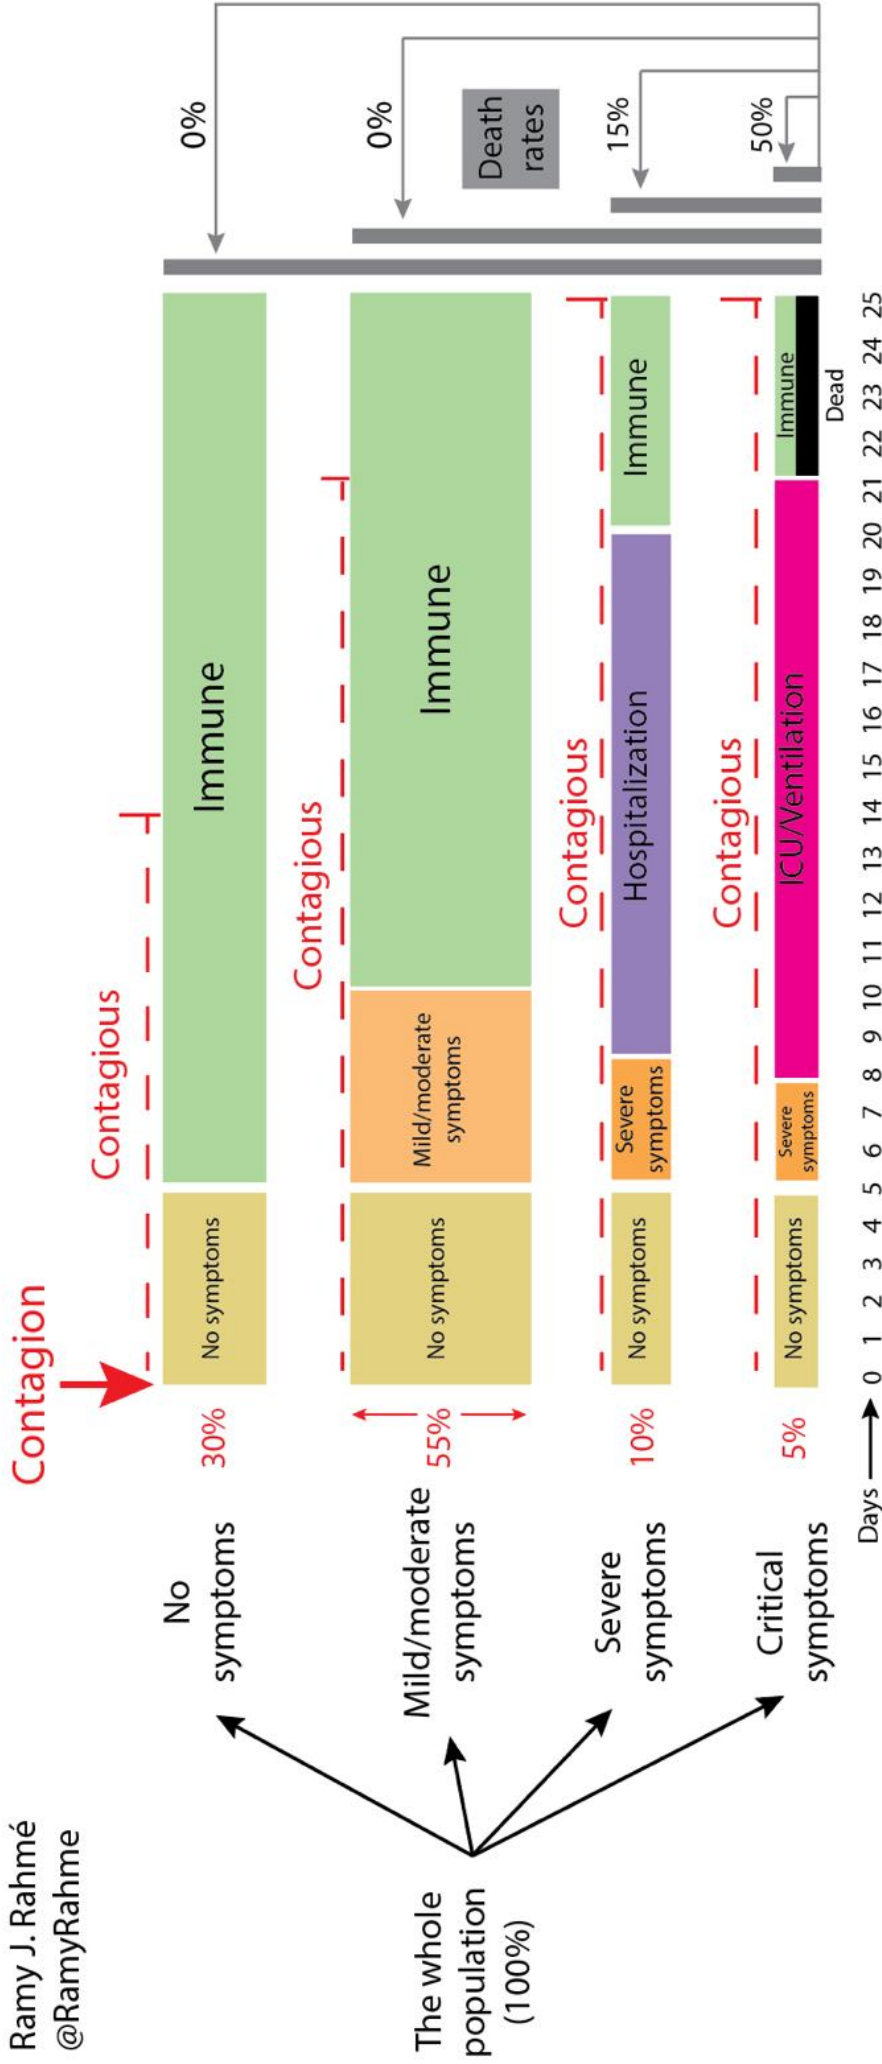 Ramy J. Rahmé
@RamyRahme
Contagion
The whole
population
(100%)
No
symptoms
30%
No symptoms
Contagious
Immune
0%
Mild/moderate
symptoms
55%
No symptoms
Mild/moderate
symptoms
Contagious
Immune
0%
Death
rates
Severe
symptoms
10%
No symptoms
Severe
symptoms
Contagious
Hospitalization
Immune
15%
Critical
symptoms
5%
No symptoms
Severe
symptoms
Contagious
ICU/Ventilation
Immune
Dead
50%
Days
0 1 2 3 4 5 6 7 8 9 10 11 12 13 14 15 16 17 18 19 20 21 22 23 24 25